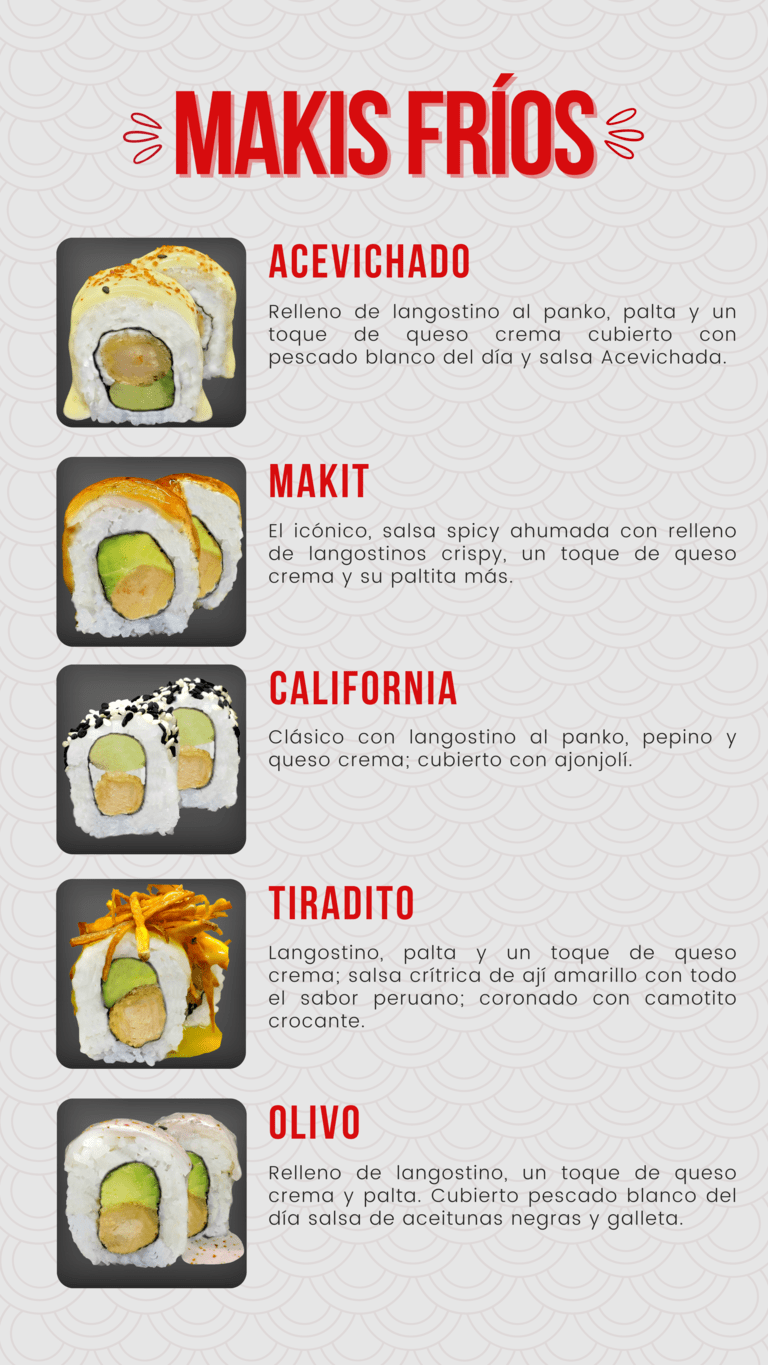 MAKIS FRÍOS
ACEVICHADO
Relleno de langostino al panko, palta y un
toque de queso crema cubierto con
pescado blanco del día y salsa Acevichada.
MAKIT
El icónico, salsa spicy ahumada con relleno
de langostinos crispy, un toque de queso
crema y su paltita más.
CALIFORNIA
Clásico con langostino al panko, pepino y
queso crema; cubierto con ajonjolí.
TIRADITO
Langostino, palta y un toque de queso
crema; salsa crítrica de ají amarillo con todo
el sabor peruano; coronado con camotito
crocante.
OLIVO
Relleno de langostino, un toque de queso
crema y palta. Cubierto pescado blanco del
día salsa de aceitunas negras y galleta.